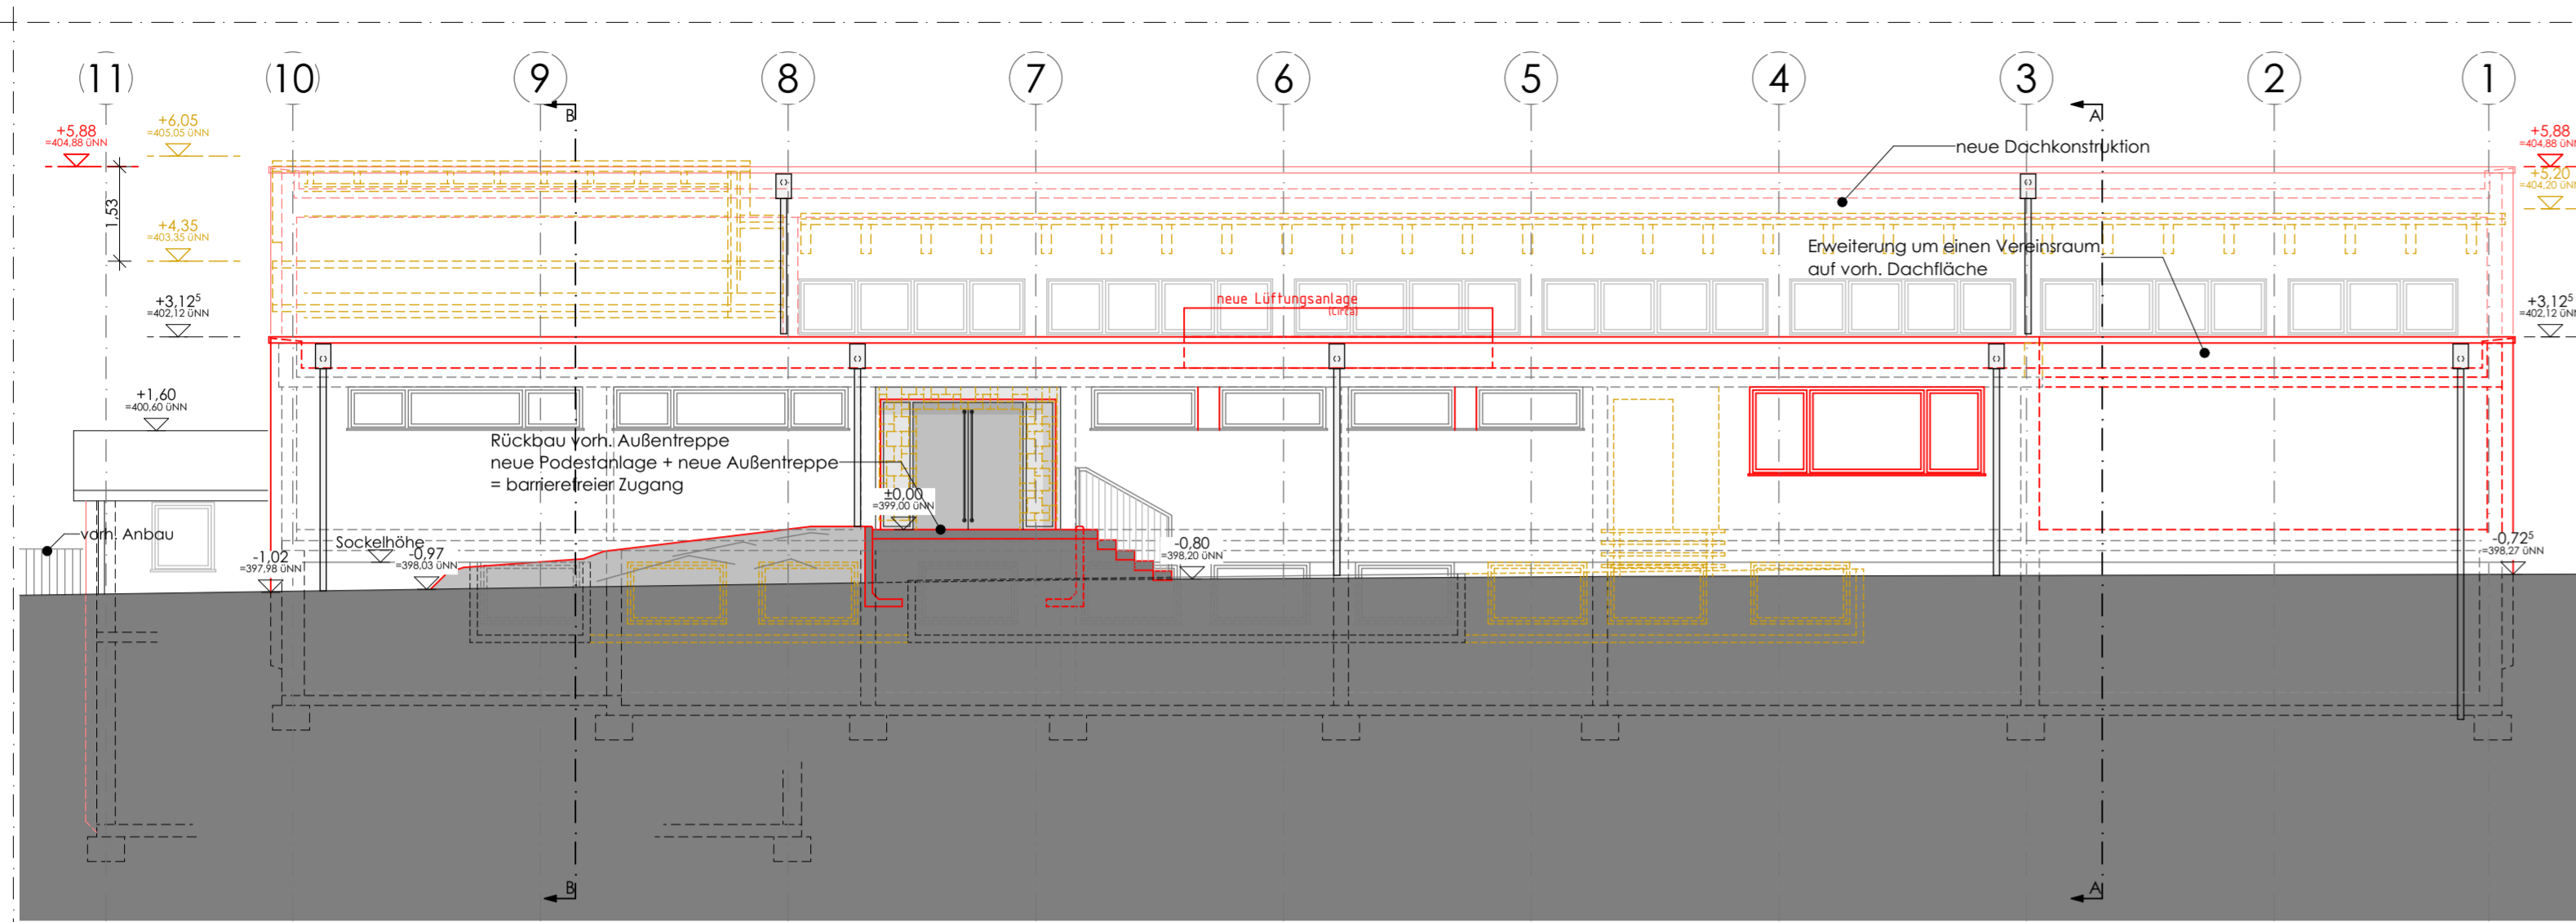 (11)
(10)
9
8
7
6
5
4
3
2
1
B
A
+5,88
=404,88 üNN
+6,05
=405,05 üNN
1,53
+4,35
=403,35 üNN
+3,12⁵
=402,12 üNN
+1,60
=400,60 üNN
neue Dachkonstruktion
+5,88
=404,88 üNN
+5,20
=404,20 üNN
Erweiterung um einen Vereinsraum
auf vorh. Dachfläche
+3,12⁵
=402,12 üNN
neue Lüftungsanlage
(Circa)
Rückbau vorh. Außentreppe
neue Podestanlage + neue Außentreppe
= barrierefreier Zugang
±0,00
=399,00 üNN
vorh. Anbau
Sockelhöhe
-1,02
=397,98 üNN
-0,97
=398,03 üNN
-0,80
=398,20 üNN
-0,72⁵
=398,27 üNN
B
A